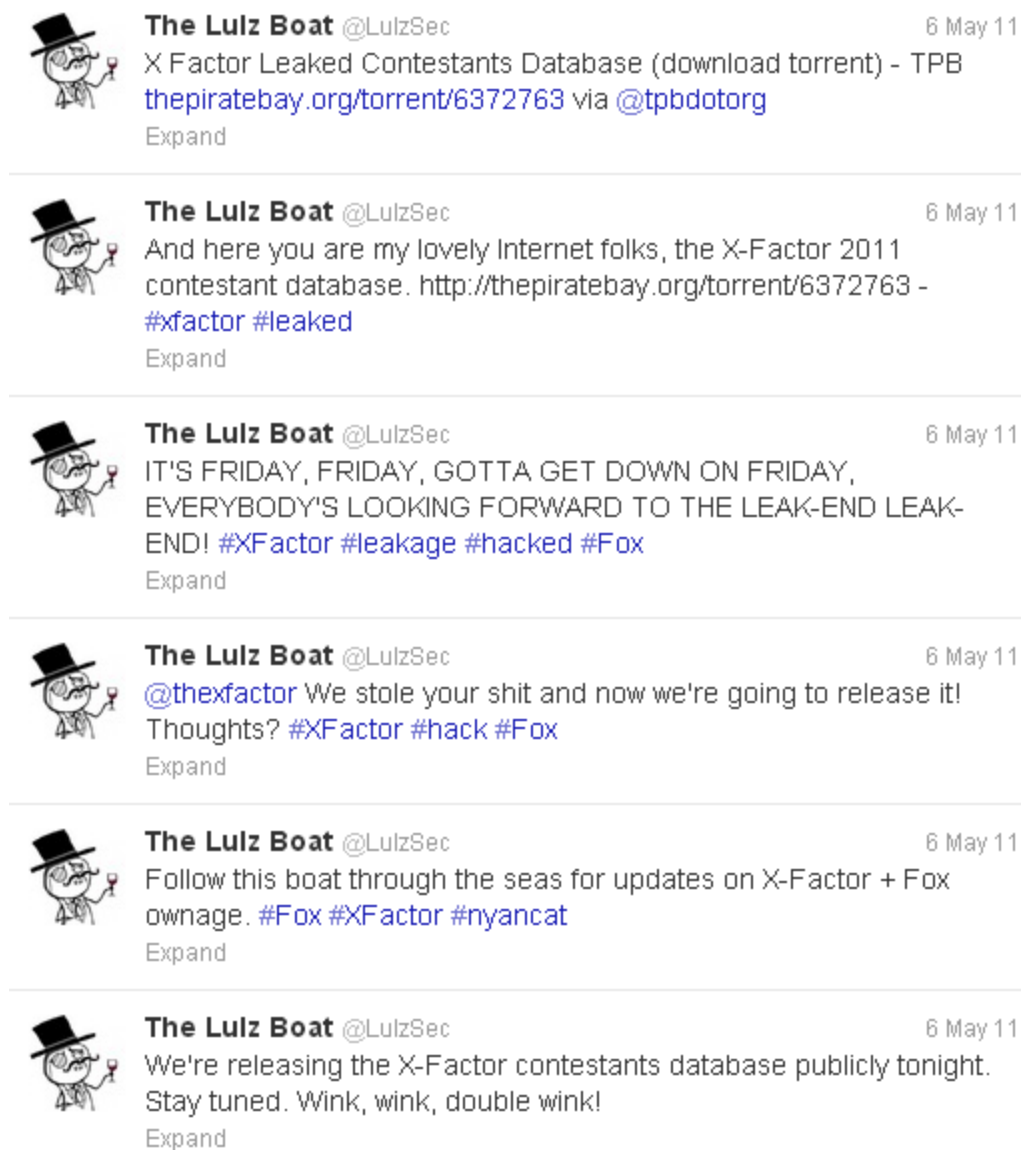 The Lulz Boat @LulzSec 6 May 11
X Factor Leaked Contestants Database (download torrent) - TPB
thepiratebay.org/torrent/6372763 via @tpbdotorg
Expand
The Lulz Boat @LulzSec 6 May 11
And here you are my lovely Internet folks, the X-Factor 2011
contestant database. http://thepiratebay.org/torrent/6372763 -
#xfactor #leaked
Expand
The Lulz Boat @LulzSec 6 May 11
IT'S FRIDAY, FRIDAY, GOTTA GET DOWN ON FRIDAY,
EVERYBODY'S LOOKING FORWARD TO THE LEAK-END LEAK-
END! #XFactor #leakage #hacked #Fox
Expand
The Lulz Boat @LulzSec 6 May 11
@thexfactor We stole your shit and now we're going to release it!
Thoughts? #XFactor #hack #Fox
Expand
The Lulz Boat @LulzSec 6 May 11
Follow this boat through the seas for updates on X-Factor + Fox
ownage. #Fox #XFactor #nyancat
Expand
The Lulz Boat @LulzSec 6 May 11
We're releasing the X-Factor contestants database publicly tonight.
Stay tuned. Wink, wink, double wink!
Expand